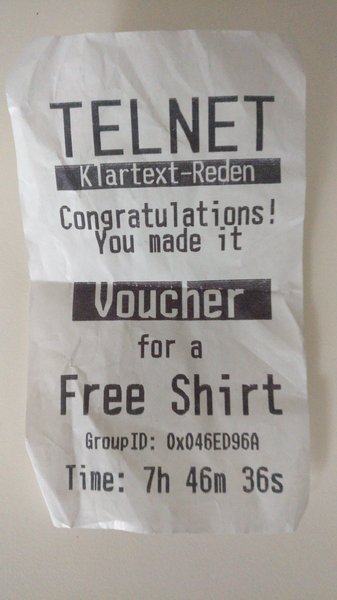 TELNET
Klartext-Reden
Congratulations!
You made it
Voucher
for a
Free Shirt
GroupID: 0x046ED96A
Time: 7h 46m 36s